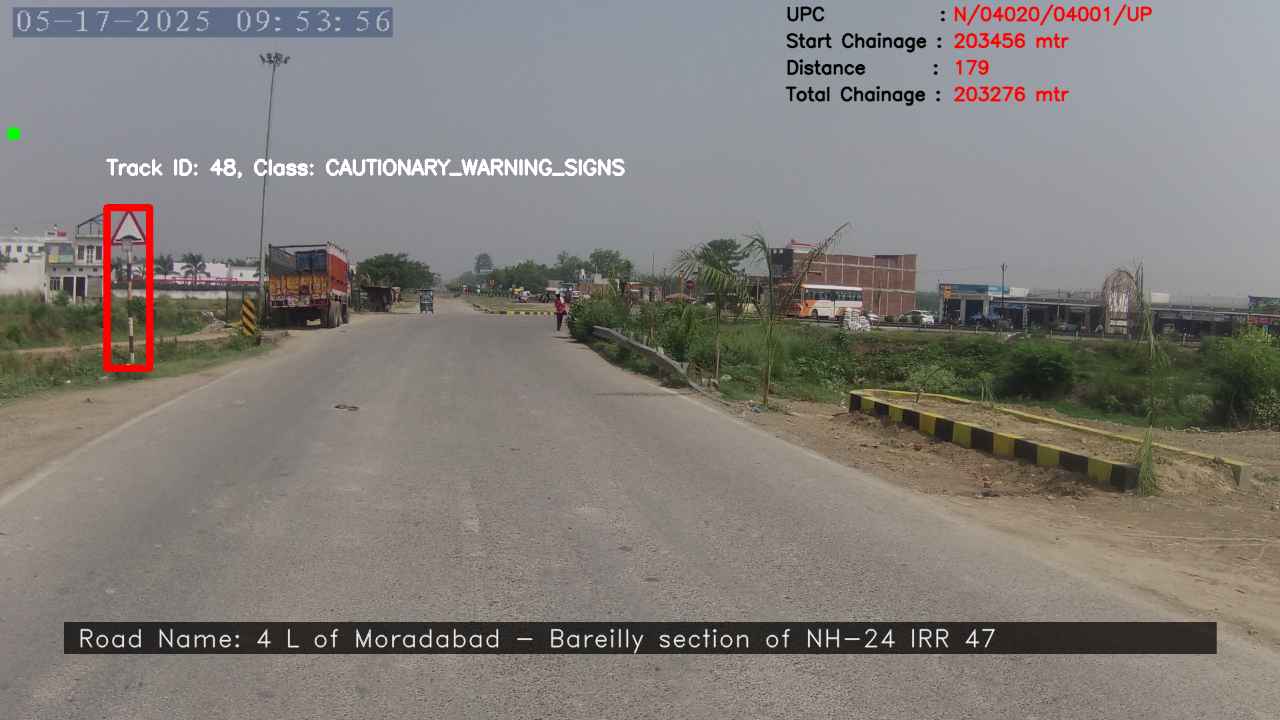 05-17-2025 09:53:56
UPC : N/04020/04001/UP
Start Chainage : 203456 mtr
Distance : 179
Total Chainage : 203276 mtr
Track ID: 48, Class: CAUTIONARY_WARNING_SIGNS
Road Name: 4 L of Moradabad - Bareilly section of NH-24 IRR 47